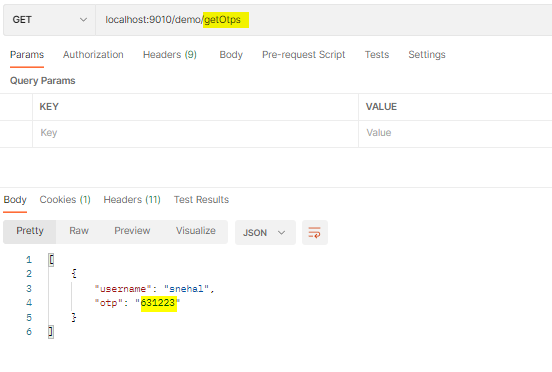 GET localhost:9010/demo/getOtps
Params Authorization Headers (9) Body Pre-request Script Tests Settings
Query Params
KEY VALUE
Key Value
Body Cookies (1) Headers (11) Test Results
Pretty Raw Preview Visualize JSON
1 [
2 {
3 "username": "snehal",
4 "otp": "631223"
5 }
6 ]